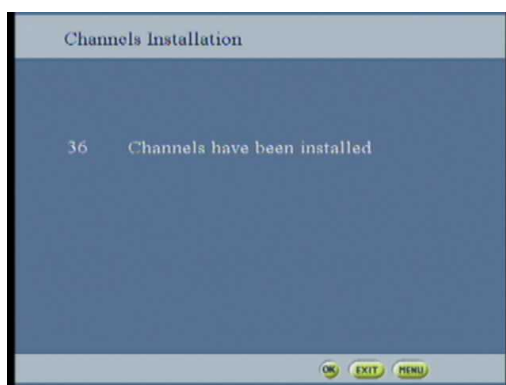 Channels Installation
36 Channels have been installed
OK EXIT MENU